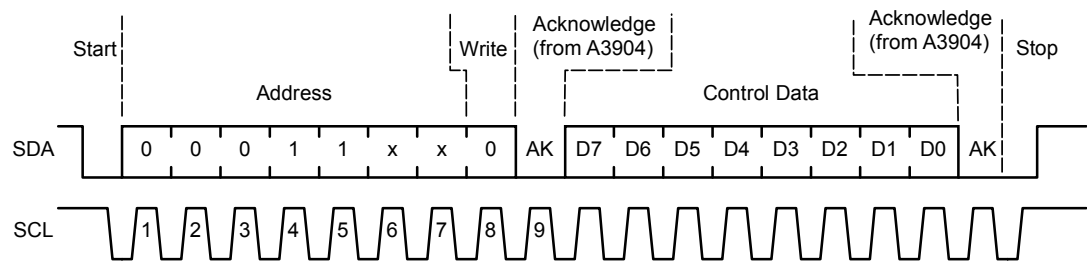 Start
Write
Acknowledge
(from A3904)
Acknowledge
(from A3904)
Stop
Address
Control Data
SDA
0 0 0 1 1 x x 0 AK D7 D6 D5 D4 D3 D2 D1 D0 AK
SCL
1 2 3 4 5 6 7 8 9